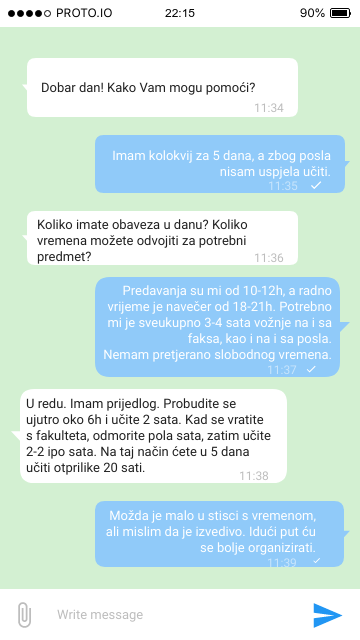 PROTO.IO 22:15 90%
Dobar dan! Kako Vam mogu pomoći?
11:34
Imam kolokvij za 5 dana, a zbog posla
nisam uspjela učiti.
11:35
Koliko imate obaveza u danu? Koliko
vremena možete odvojiti za potrebni
predmet?
11:36
Predavanja su mi od 10-12h, a radno
vrijeme je navečer od 18-21h. Potrebno
mi je sveukupno 3-4 sata vožnje na i sa
faksa, kao i na i sa posla.
Nemam pretjerano slobodnog vremena.
11:37
U redu. Imam prijedlog. Probudite se
ujutro oko 6h i učite 2 sata. Kad se vratite
s fakulteta, odmorite pola sata, zatim učite
2-2 ipo sata. Na taj način ćete u 5 dana
učiti otprilike 20 sati.
11:38
Možda je malo u stisci s vremenom,
ali mislim da je izvedivo. Idući put ću
se bolje organizirati.
11:39
Write message